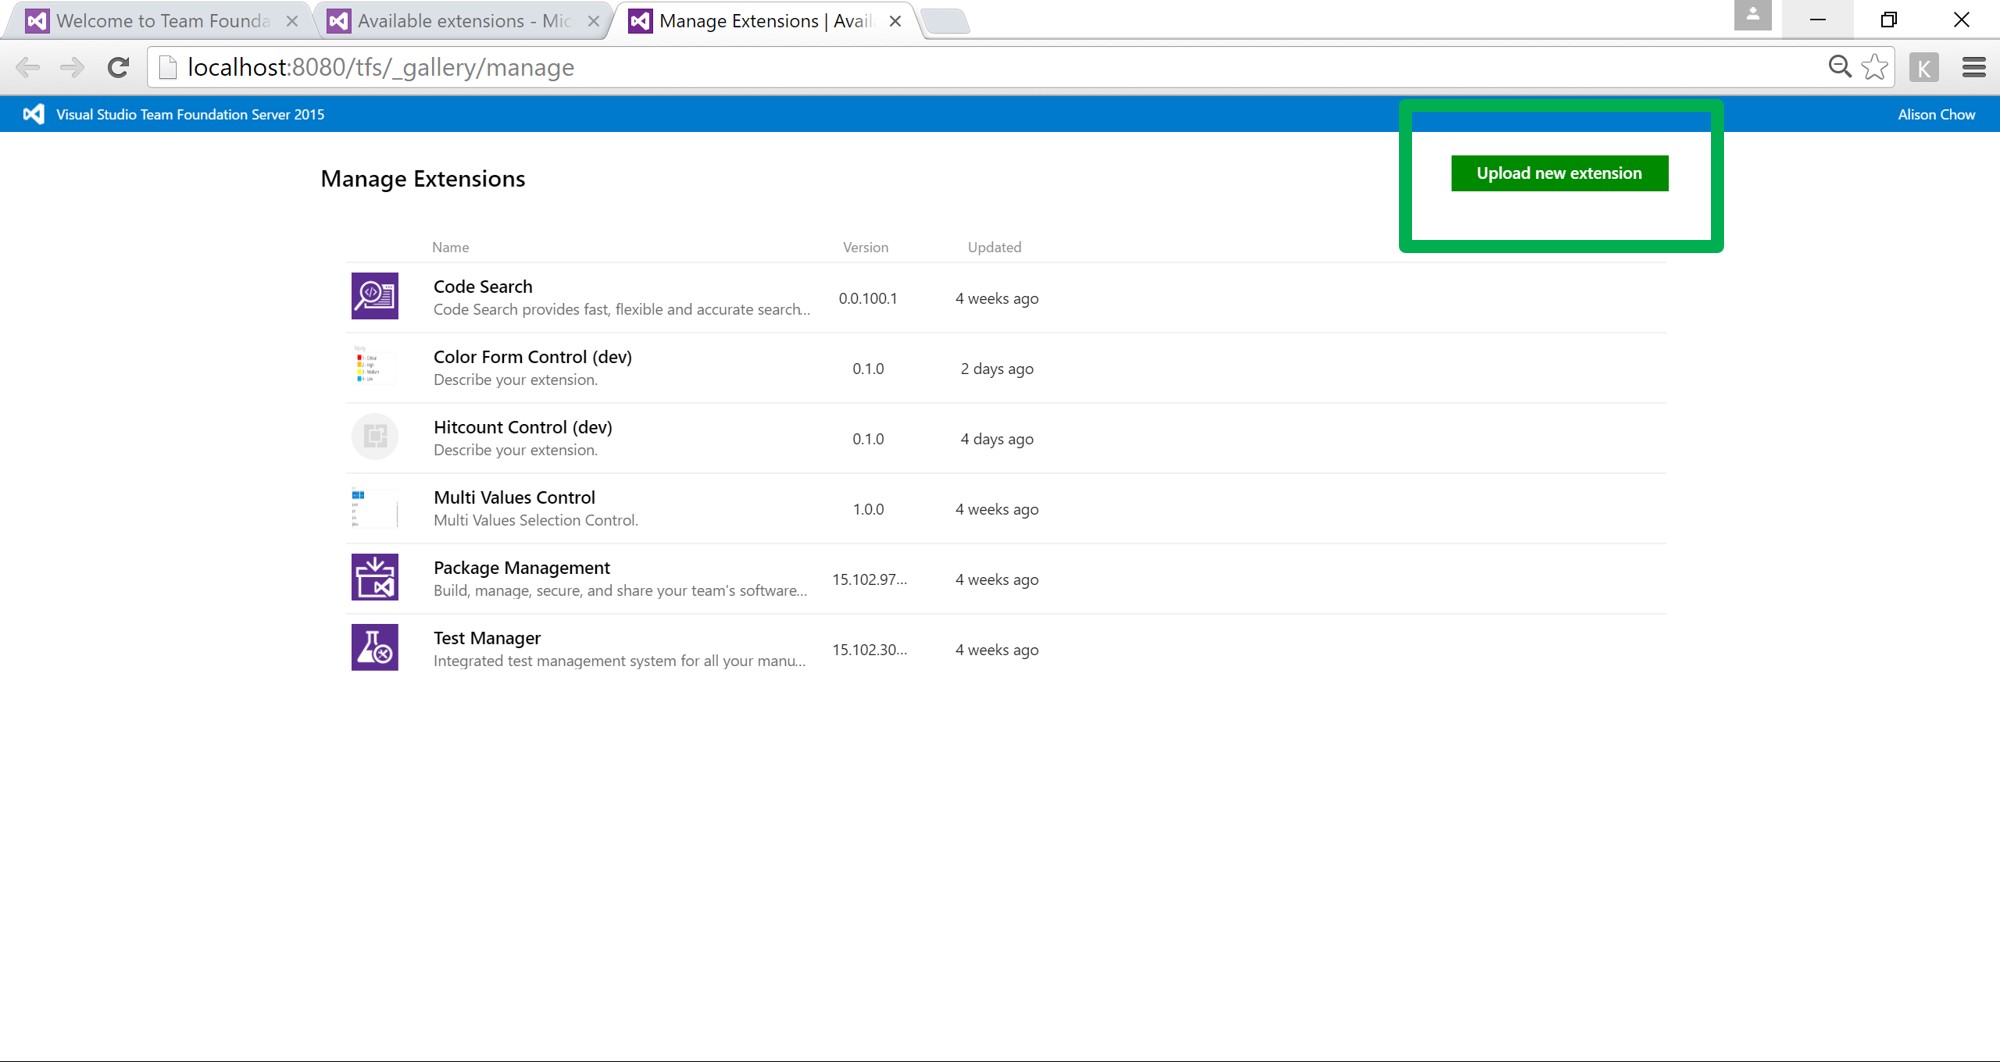 Welcome to Team Founda
Available extensions - Mic
Manage Extensions | Avail
localhost:8080/tfs/_gallery/manage
K
Visual Studio Team Foundation Server 2015
Alison Chow
Manage Extensions
Upload new extension
Name Version Updated
Code Search
Code Search provides fast, flexible and accurate search...
0.0.100.1
4 weeks ago
Color Form Control (dev)
Describe your extension.
0.1.0
2 days ago
Hitcount Control (dev)
Describe your extension.
0.1.0
4 days ago
Multi Values Control
Multi Values Selection Control.
1.0.0
4 weeks ago
Package Management
Build, manage, secure, and share your team's software...
15.102.97...
4 weeks ago
Test Manager
Integrated test management system for all your manu...
15.102.30...
4 weeks ago